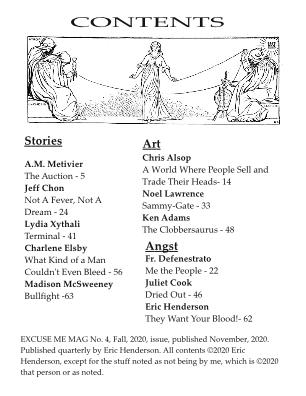 CONTENTS
Stories
A.M. Metivier
The Auction - 5
Jeff Chon
Not A Fever, Not A
Dream - 24
Lydia Xythali
Terminal - 41
Charlene Elsby
What Kind of a Man
Couldn't Even Bleed - 56
Madison McSweeney
Bullfight -63
Art
Chris Alsop
A World Where People Sell and
Trade Their Heads- 14
Noel Lawrence
Sammy-Gate - 33
Ken Adams
The Clobbersaurus - 48
Angst
Fr. Defenestrato
Me the People - 22
Juliet Cook
Dried Out - 46
Eric Henderson
They Want Your Blood!- 62
EXCUSE ME MAG No. 4, Fall, 2020, issue, published November, 2020.
Published quarterly by Eric Henderson. All contents ©2020 Eric
Henderson, except for the stuff noted as not being by me, which is ©2020
that person or as noted.